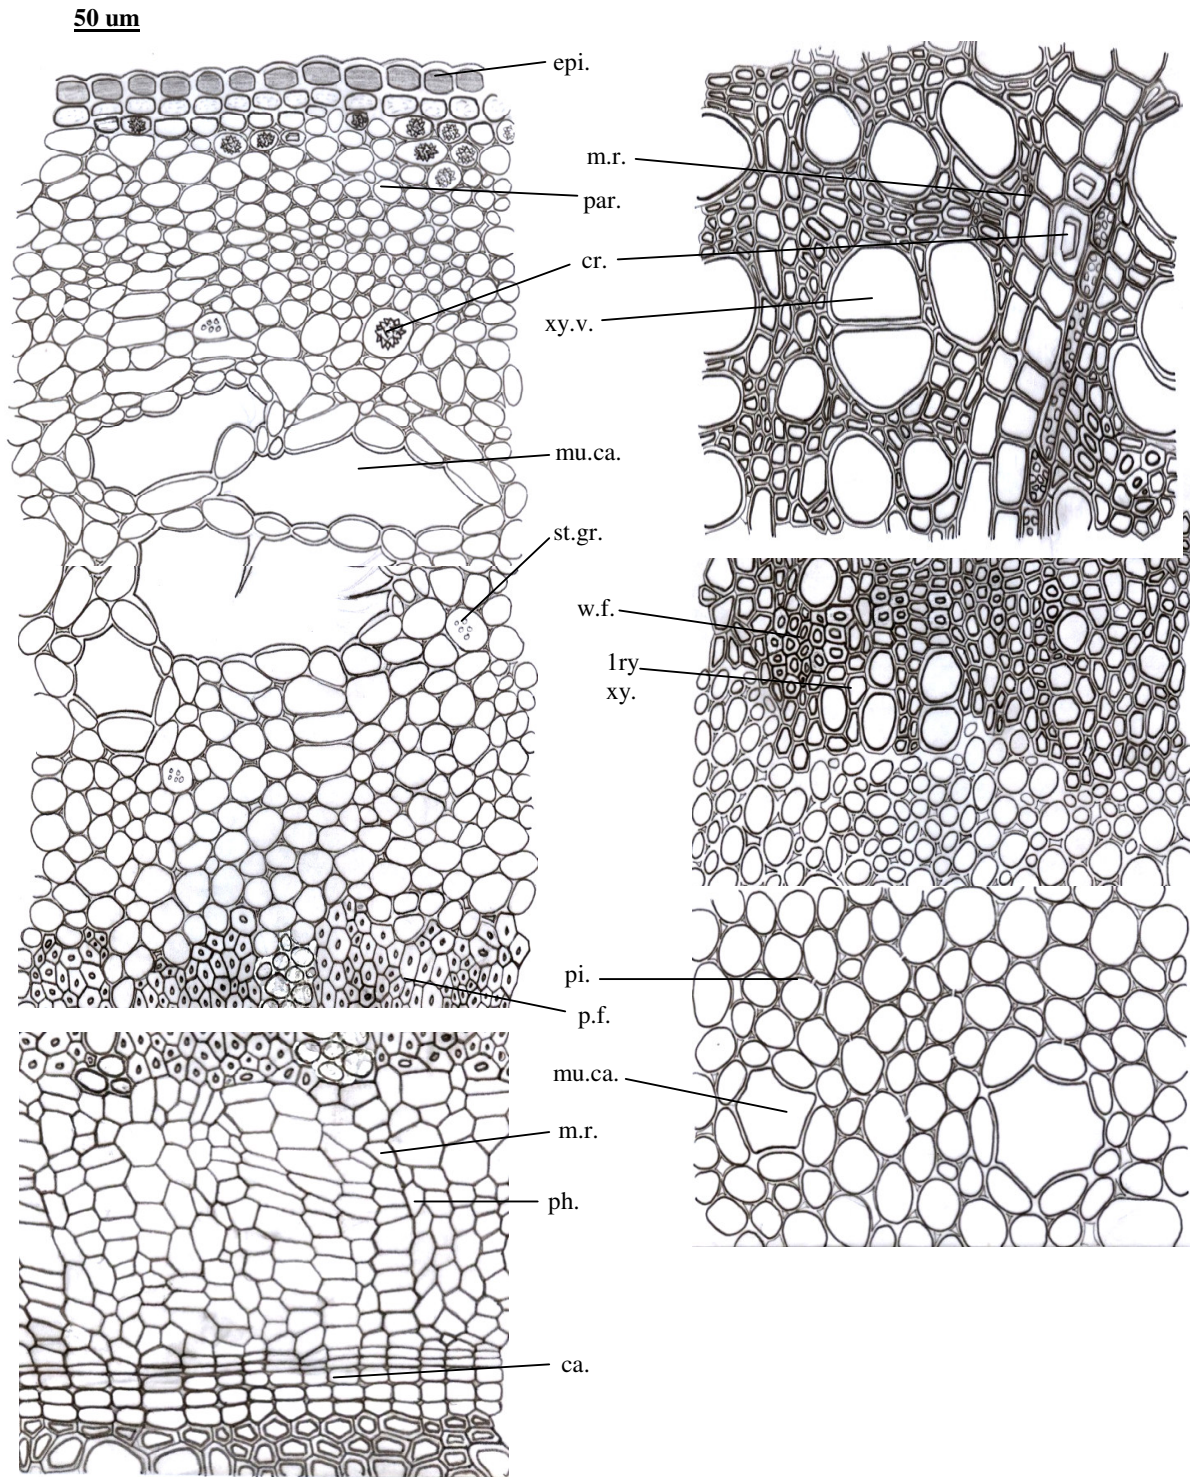 50 um
epi.
m.r.
par.
cr.
xy.v.
mu.ca.
st.gr.
w.f.
1ry
xy.
pi.
p.f.
mu.ca.
m.r.
ph.
ca.